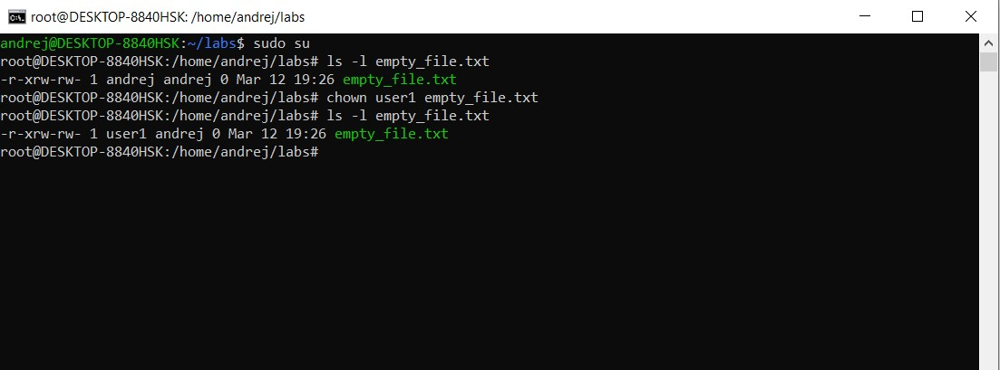 root@DESKTOP-8840HSK: /home/andrej/labs
andrej@DESKTOP-8840HSK:~/labs$ sudo su
root@DESKTOP-8840HSK:/home/andrej/labs# ls -l empty_file.txt
-r-xrw-rw- 1 andrej andrej 0 Mar 12 19:26 empty_file.txt
root@DESKTOP-8840HSK:/home/andrej/labs# chown user1 empty_file.txt
root@DESKTOP-8840HSK:/home/andrej/labs# ls -l empty_file.txt
-r-xrw-rw- 1 user1 andrej 0 Mar 12 19:26 empty_file.txt
root@DESKTOP-8840HSK:/home/andrej/labs#